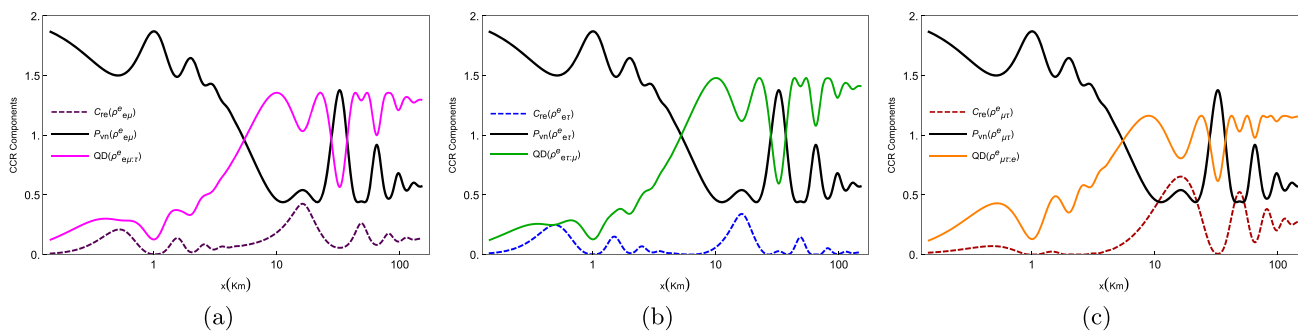 2.
1.5
1.0
0.5
0.
CCR Components
C_re(ρ^e_eμ)
P_vn(ρ^e_eμ)
QD(ρ^e_eμ:τ)
1
10
100
x(Km)
(a)
2.
1.5
1.0
0.5
0.
CCR Components
C_re(ρ^e_eτ)
P_vn(ρ^e_eτ)
QD(ρ^e_eτ:μ)
1
10
100
x(Km)
(b)
2.
1.5
1.0
0.5
0.
CCR Components
C_re(ρ^e_μτ)
P_vn(ρ^e_μτ)
QD(ρ^e_μτ:e)
1
10
100
x(Km)
(c)